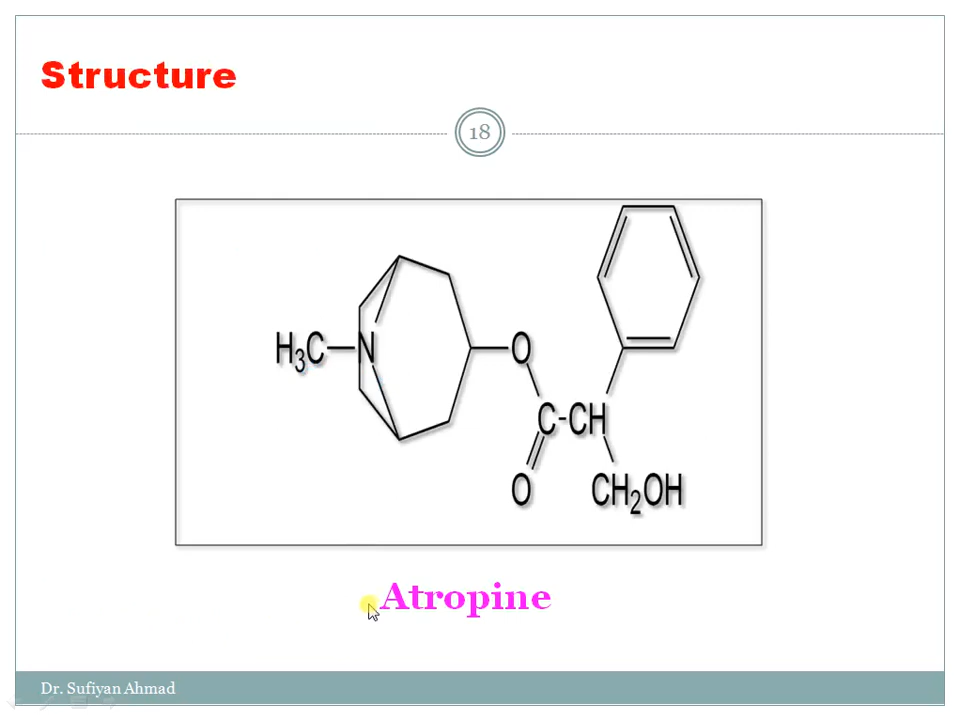 Structure
18
H3C
N
O
C-CH
O
CH2OH
Atropine
Dr. Sufiyan Ahmad